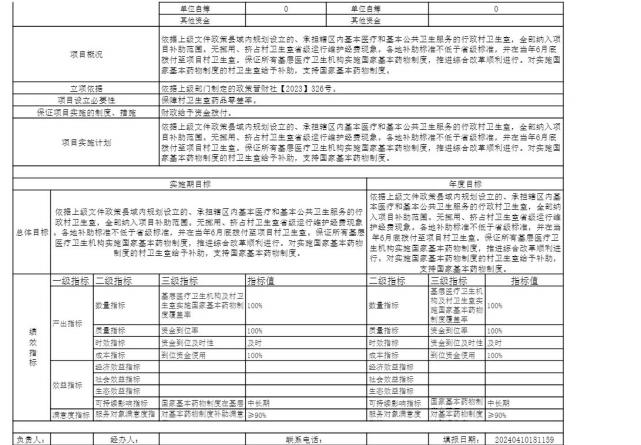 单位自筹 0 单位自筹 0
其他资金 其他资金
项目概况
依据上级文件政策县域内规划设立的、承担辖区内基本医疗和基本公共卫生服务的行政村卫生室，全部纳入项
目补助范围。无挪用、挤占村卫生室省级运行维护经费现象，各地补助标准不低于省级标准，并在当年6月底
拨付至项目村卫生室。保证所有基层医疗卫生机构实施国家基本药物制度，推进综合改革顺利进行。对实施国
家基本药物制度的村卫生室给予补助，支持国家基本药物制度。
立项依据 依据上级部门制定的政策晋财社【2023】326号。
项目设立必要性 保障村卫生室药品零差率。
保证项目实施的制度、措施 财政给予资金拨付。
项目实施计划
依据上级文件政策县域内规划设立的、承担辖区内基本医疗和基本公共卫生服务的行政村卫生室，全部纳入项
目补助范围。无挪用、挤占村卫生室省级运行维护经费现象，各地补助标准不低于省级标准，并在当年6月底
拨付至项目村卫生室。保证所有基层医疗卫生机构实施国家基本药物制度，推进综合改革顺利进行。对实施国
家基本药物制度的村卫生室给予补助，支持国家基本药物制度。
实施期目标 年度目标
总体目标
依据上级文件政策县域内规划设立的、承担辖区内基本医疗和基本公共卫生服务的行
政村卫生室，全部纳入项目补助范围。无挪用、挤占村卫生室省级运行维护经费现象
，各地补助标准不低于省级标准，并在当年6月底拨付至项目村卫生室。保证所有基层
医疗卫生机构实施国家基本药物制度，推进综合改革顺利进行。对实施国家基本药物
制度的村卫生室给予补助，支持国家基本药物制度。
依据上级文件政策县域内规划设立的、承担辖区内基
本医疗和基本公共卫生服务的行政村卫生室，全部纳
入项目补助范围。无挪用、挤占村卫生室省级运行维
护经费现象，各地补助标准不低于省级标准，并在当
年6月底拨付至项目村卫生室。保证所有基层医疗卫
生机构实施国家基本药物制度，推进综合改革顺利进
行。对实施国家基本药物制度的村卫生室给予补助，
支持国家基本药物制度。
绩效指标
一级指标 二级指标 三级指标 指标值 二级指标 三级指标 指标值
产出指标
数量指标
基层医疗卫生机构及村卫
生室实施国家基本药物制
度覆盖率
100%
数量指标
基层医疗卫生机
构及村卫生室实
施国家基本药物
制度覆盖率
100%
质量指标 资金到位率 100% 质量指标 资金到位率 100%
时效指标 资金到位及时性 及时 时效指标 资金到位及时性 及时
成本指标 到位资金使用 100% 成本指标 到位资金使用 100%
效益指标
经济效益指标 经济效益指标
社会效益指标 社会效益指标
生态效益指标 生态效益指标
可持续影响指标 国家基本药物制度在基层 中长期 可持续影响指标 国家基本药物制 中长期
满意度指标 服务对象满意度指 对基本药物制度补助满意 ≥90% 服务对象满意度 对基本药物制度 ≥90%
负责人： 经办人： 联系电话： 填报日期： 20240410181159